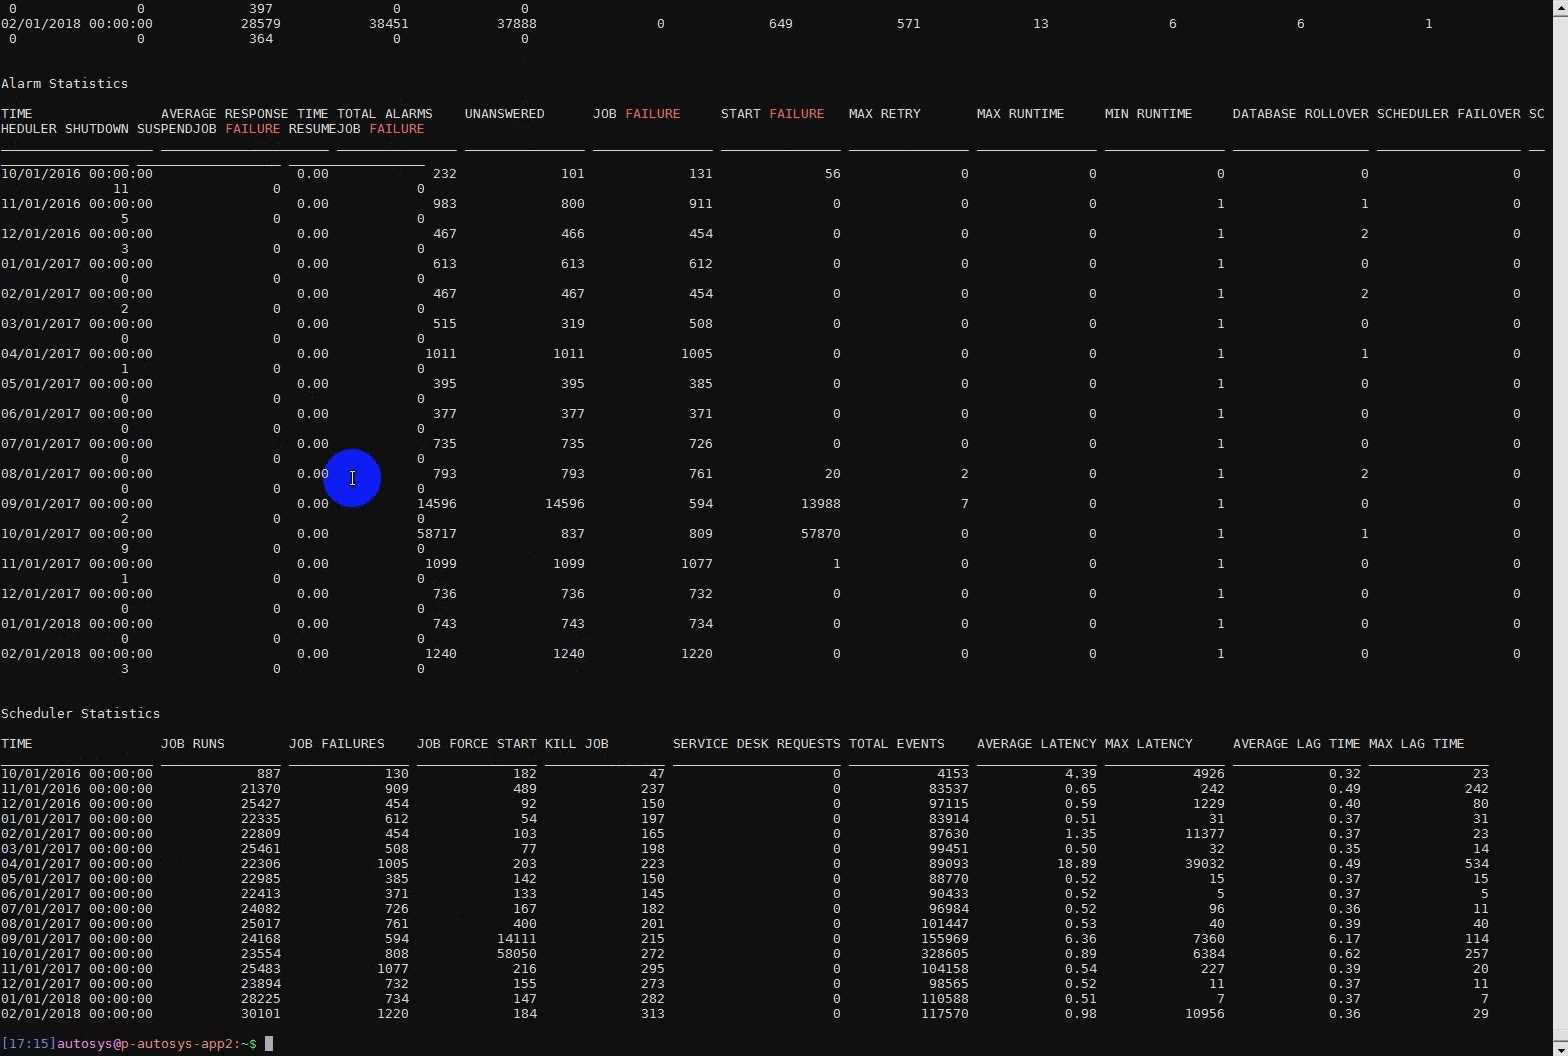 0 0 397 0 0
02/01/2018 00:00:00 28579 38451 37888 0 649 571 13 6 6 1
0 0 364 0 0
Alarm Statistics
TIME AVERAGE RESPONSE TIME TOTAL ALARMS UNANSWERED JOB FAILURE START FAILURE MAX RETRY MAX RUNTIME MIN RUNTIME DATABASE ROLLOVER SCHEDULER FAILOVER SC
HEDULER SHUTDOWN SUSPENDJOB FAILURE RESUMEJOB FAILURE
10/01/2016 00:00:00 0.00 232 101 131 56 0 0 0 0 0
11 0 0
11/01/2016 00:00:00 0.00 983 800 911 0 0 0 1 1 0
5 0 0
12/01/2016 00:00:00 0.00 467 466 454 0 0 0 1 2 0
3 0 0
01/01/2017 00:00:00 0.00 613 613 612 0 0 0 1 0 0
0 0 0
02/01/2017 00:00:00 0.00 467 467 454 0 0 0 1 2 0
2 0 0
03/01/2017 00:00:00 0.00 515 319 508 0 0 0 1 0 0
0 0 0
04/01/2017 00:00:00 0.00 1011 1011 1005 0 0 0 1 1 0
1 0 0
05/01/2017 00:00:00 0.00 395 395 385 0 0 0 1 0 0
0 0 0
06/01/2017 00:00:00 0.00 377 377 371 0 0 0 1 0 0
0 0 0
07/01/2017 00:00:00 0.00 735 735 726 0 0 0 1 0 0
0 0 0
08/01/2017 00:00:00 0.00 793 793 761 20 2 0 1 2 0
0 0 0
09/01/2017 00:00:00 0.00 14596 14596 594 13988 7 0 1 0 0
2 0 0
10/01/2017 00:00:00 0.00 58717 837 809 57870 0 0 1 1 0
9 0 0
11/01/2017 00:00:00 0.00 1099 1099 1077 1 0 0 1 0 0
1 0 0
12/01/2017 00:00:00 0.00 736 736 732 0 0 0 1 0 0
0 0 0
01/01/2018 00:00:00 0.00 743 743 734 0 0 0 1 0 0
0 0 0
02/01/2018 00:00:00 0.00 1240 1240 1220 0 0 0 1 0 0
3 0 0
Scheduler Statistics
TIME JOB RUNS JOB FAILURES JOB FORCE START KILL JOB SERVICE DESK REQUESTS TOTAL EVENTS AVERAGE LATENCY MAX LATENCY AVERAGE LAG TIME MAX LAG TIME
10/01/2016 00:00:00 887 130 182 47 0 4153 4.39 4926 0.32 23
11/01/2016 00:00:00 21370 909 489 237 0 83537 0.65 242 0.49 242
12/01/2016 00:00:00 25427 454 92 150 0 97115 0.59 1229 0.40 80
01/01/2017 00:00:00 22335 612 54 197 0 83914 0.51 31 0.37 31
02/01/2017 00:00:00 22809 454 103 165 0 87630 1.35 11377 0.37 23
03/01/2017 00:00:00 25461 508 77 198 0 99451 0.50 32 0.35 14
04/01/2017 00:00:00 22306 1005 203 223 0 89093 18.89 39032 0.49 534
05/01/2017 00:00:00 22985 385 142 150 0 88770 0.52 15 0.37 15
06/01/2017 00:00:00 22413 371 133 145 0 90433 0.52 5 0.37 5
07/01/2017 00:00:00 24082 726 167 182 0 96984 0.52 96 0.36 11
08/01/2017 00:00:00 25017 761 400 201 0 101447 0.53 40 0.39 40
09/01/2017 00:00:00 24168 594 14111 215 0 155969 6.36 7360 6.17 114
10/01/2017 00:00:00 23554 808 58050 272 0 328605 0.89 6384 0.62 257
11/01/2017 00:00:00 25483 1077 216 295 0 104158 0.54 227 0.39 20
12/01/2017 00:00:00 23894 732 155 273 0 98565 0.52 11 0.37 11
01/01/2018 00:00:00 28225 734 147 282 0 110588 0.51 7 0.37 7
02/01/2018 00:00:00 30101 1220 184 313 0 117570 0.98 10956 0.36 29
[17:15]autosys@p-autosys-app2:~$